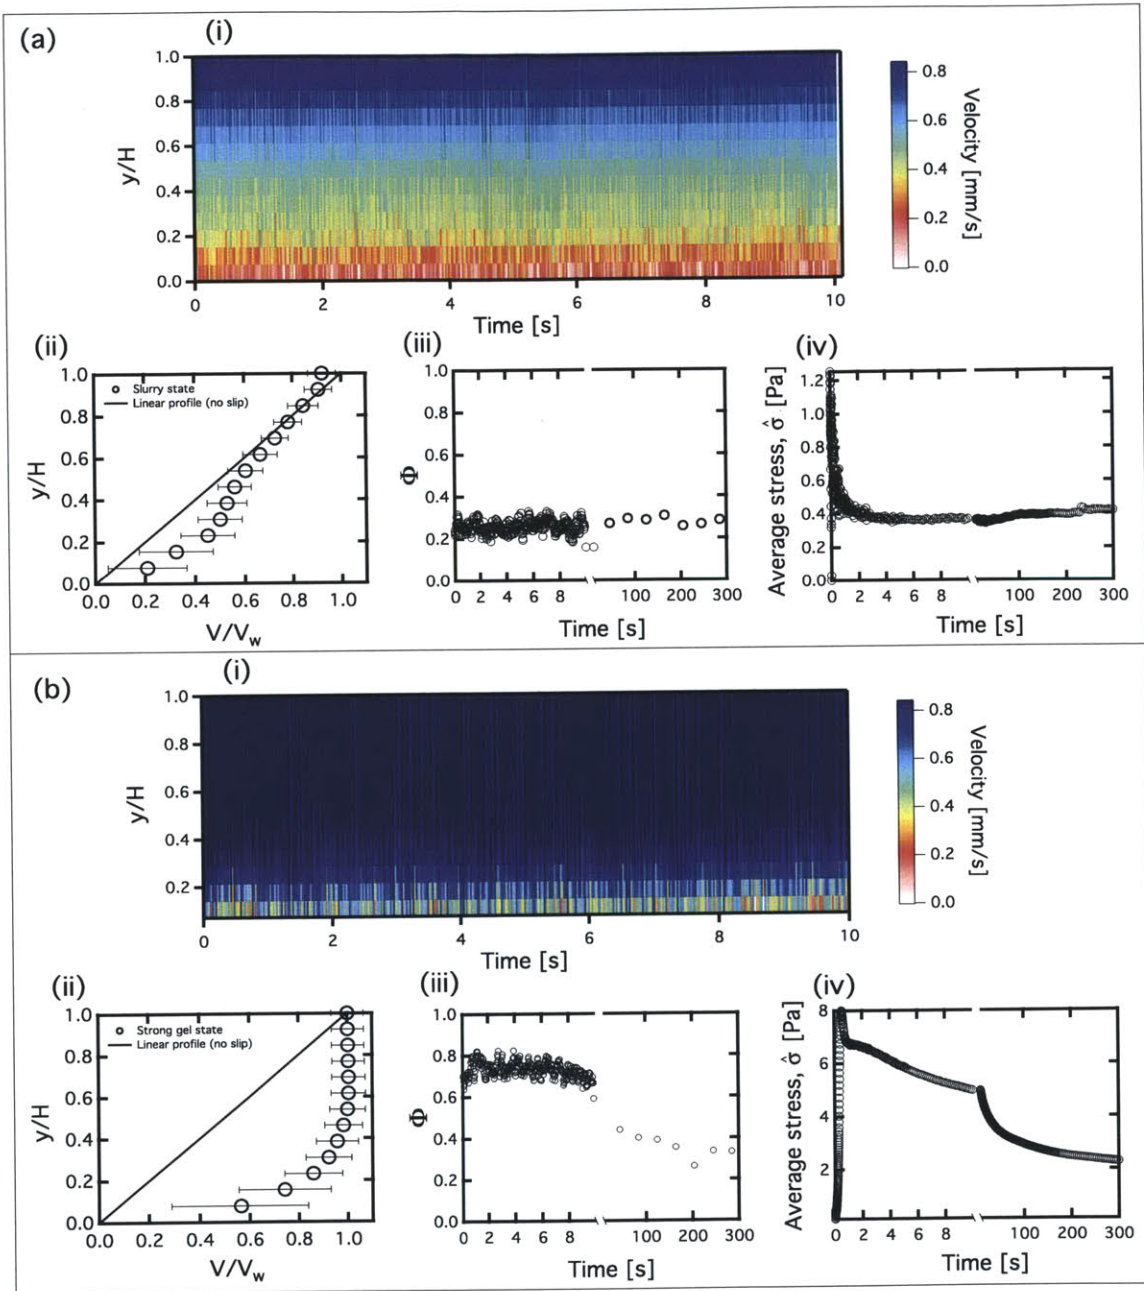 (a)
(i)
1.0
0.8
0.6
0.4
0.2
0.0
y/H
0
2
4
6
8
10
Time [s]
0.8
0.6
0.4
0.2
0.0
Velocity [mm/s]
(ii)
1.0
0.8
0.6
0.4
0.2
0.0
y/H
Slurry state
Linear profile (no slip)
0.0 0.2 0.4 0.6 0.8 1.0
V/Vw
(iii)
1.0
0.8
0.6
0.4
0.2
0.0
Φ
0 2 4 6 8 100 200 300
Time [s]
(iv)
1.2
1.0
0.8
0.6
0.4
0.2
0.0
Average stress, σ̂ [Pa]
0 2 4 6 8 100 200 300
Time [s]
(b)
(i)
1.0
0.8
0.6
0.4
0.2
y/H
0 2 4 6 8 10
Time [s]
0.8
0.6
0.4
0.2
0.0
Velocity [mm/s]
(ii)
1.0
0.8
0.6
0.4
0.2
0.0
y/H
Strong gel state
Linear profile (no slip)
0.0 0.2 0.4 0.6 0.8 1.0
V/Vw
(iii)
1.0
0.8
0.6
0.4
0.2
0.0
Φ
0 2 4 6 8 100 200 300
Time [s]
(iv)
8
6
4
2
Average stress, σ̂ [Pa]
0 2 4 6 8 100 200 300
Time [s]